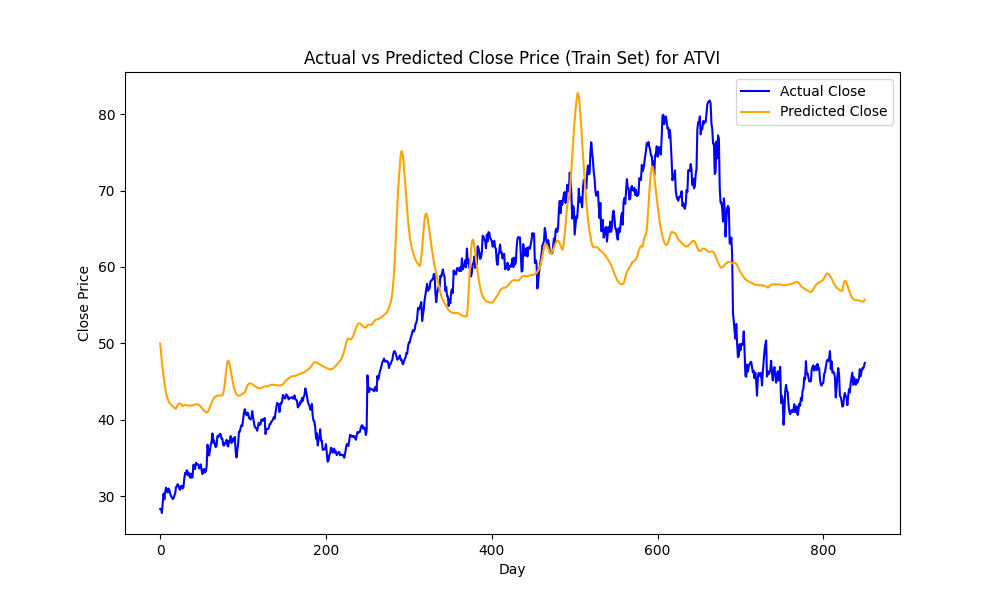 Actual vs Predicted Close Price (Train Set) for ATVI
Actual Close
Predicted Close
Close Price
80
70
60
50
40
30
0 200 400 600 800
Day